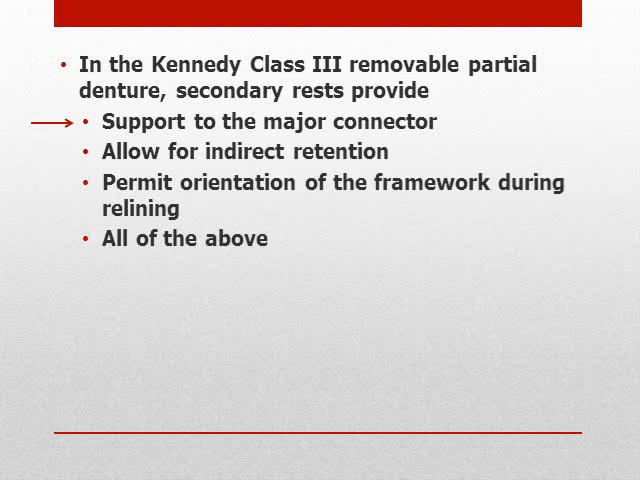 In the Kennedy Class III removable partial
denture, secondary rests provide
Support to the major connector
Allow for indirect retention
Permit orientation of the framework during
relining
All of the above